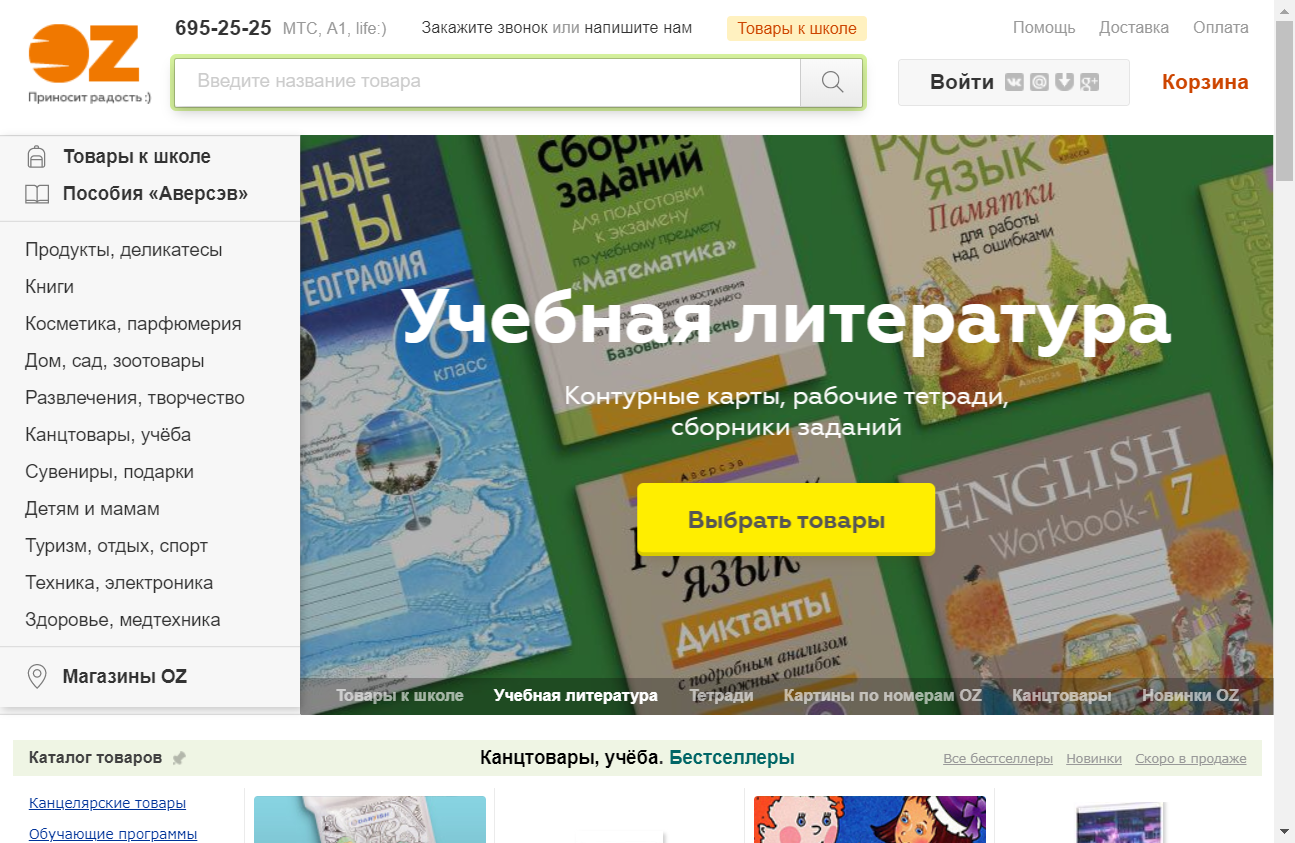 695-25-25 МТС, A1, life:)
Закажите звонок или напишите нам
Товары к школе
Помощь
Доставка
Оплата
OZ
Приносит радость :)
Введите название товара
Войти
Корзина
Товары к школе
Пособия «Аверсэв»
Продукты, деликатесы
Книги
Косметика, парфюмерия
Дом, сад, зоотовары
Развлечения, творчество
Канцтовары, учёба
Сувениры, подарки
Детям и мамам
Туризм, отдых, спорт
Техника, электроника
Здоровье, медтехника
Магазины OZ
ГЕОГРАФИЯ
6
класс
Сборник
заданий
для подготовки
к экзамену
по учебному предмету
«Математика»
Базовый уровень
ЯЗЫК
2–4
классы
Памятки
для работы
над ошибками
Аверсэв
Учебная литература
Контурные карты, рабочие тетради,
сборники заданий
Выбрать товары
Аверсэв
язык
Диктанты
с подробным анализом
возможных ошибок
ENGLISH
Workbook-1
7
Товары к школе
Учебная литература
Тетради
Картины по номерам OZ
Канцтовары
Новинки OZ
Каталог товаров
Канцтовары, учёба. Бестселлеры
Все бестселлеры
Новинки
Скоро в продаже
Канцелярские товары
Обучающие программы